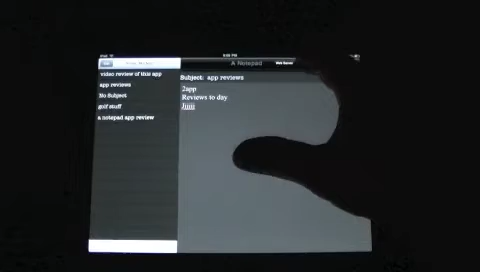 A Notepad
video review of this app
app reviews
No Subject
golf stuff
a notepad app review
Subject: app reviews
2app
Reviews to day
Jjjjjj